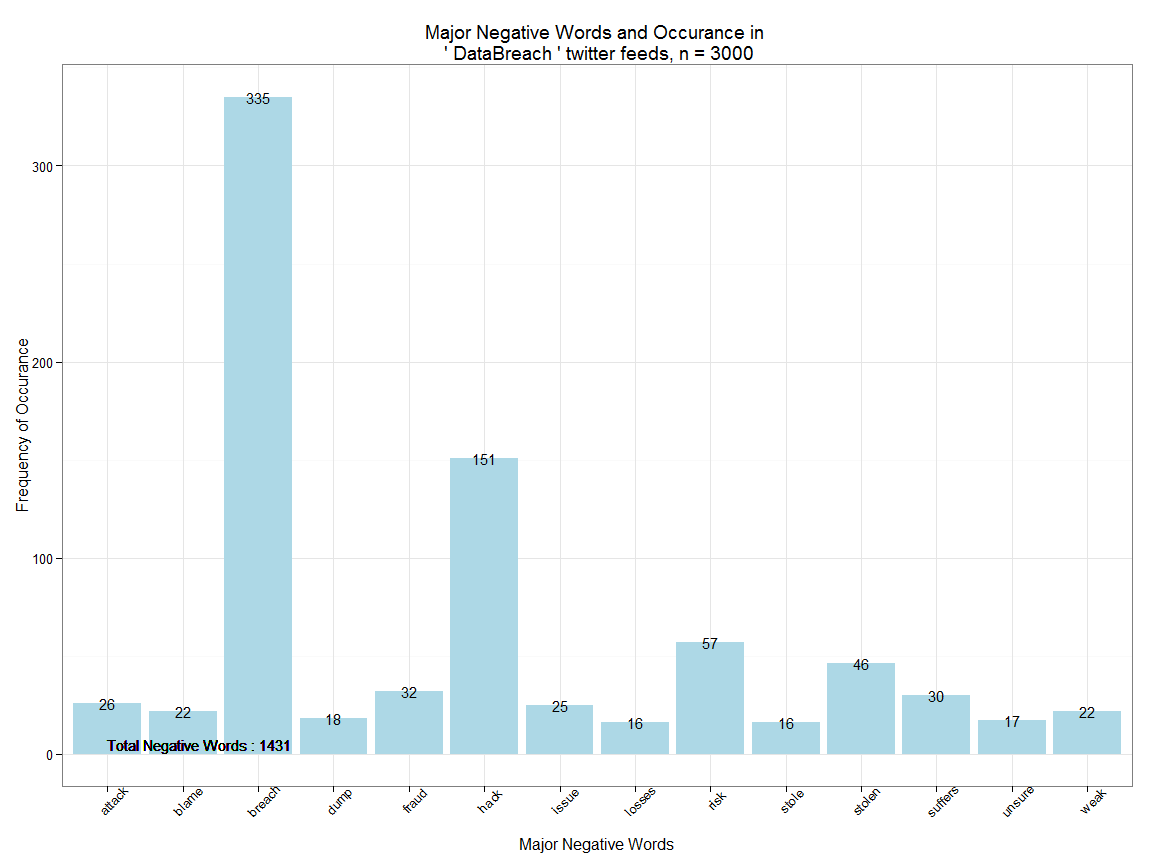 Major Negative Words and Occurance in
' DataBreach ' twitter feeds, n = 3000
Frequency of Occurance
300
200
100
0
335
151
57
46
32
30
26
25
22
22
18
17
16
16
Total Negative Words : 1431
attack
blame
breach
dump
fraud
hack
issue
losses
risk
stole
stolen
suffers
unsure
weak
Major Negative Words